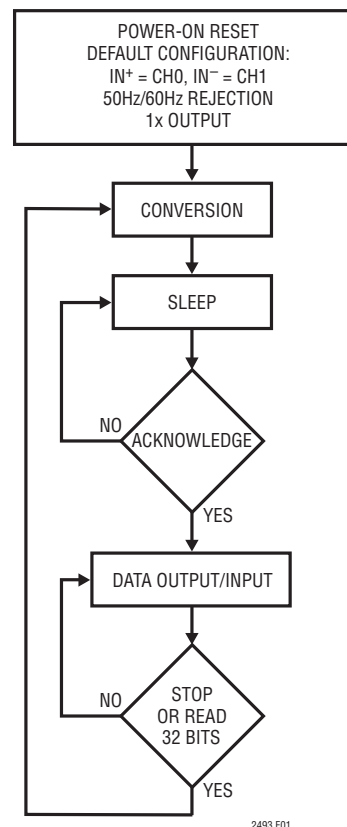 POWER-ON RESET
DEFAULT CONFIGURATION:
IN⁺ = CH0, IN⁻ = CH1
50Hz/60Hz REJECTION
1x OUTPUT
CONVERSION
SLEEP
NO
ACKNOWLEDGE
YES
DATA OUTPUT/INPUT
NO
STOP
OR READ
32 BITS
YES
2493 F01